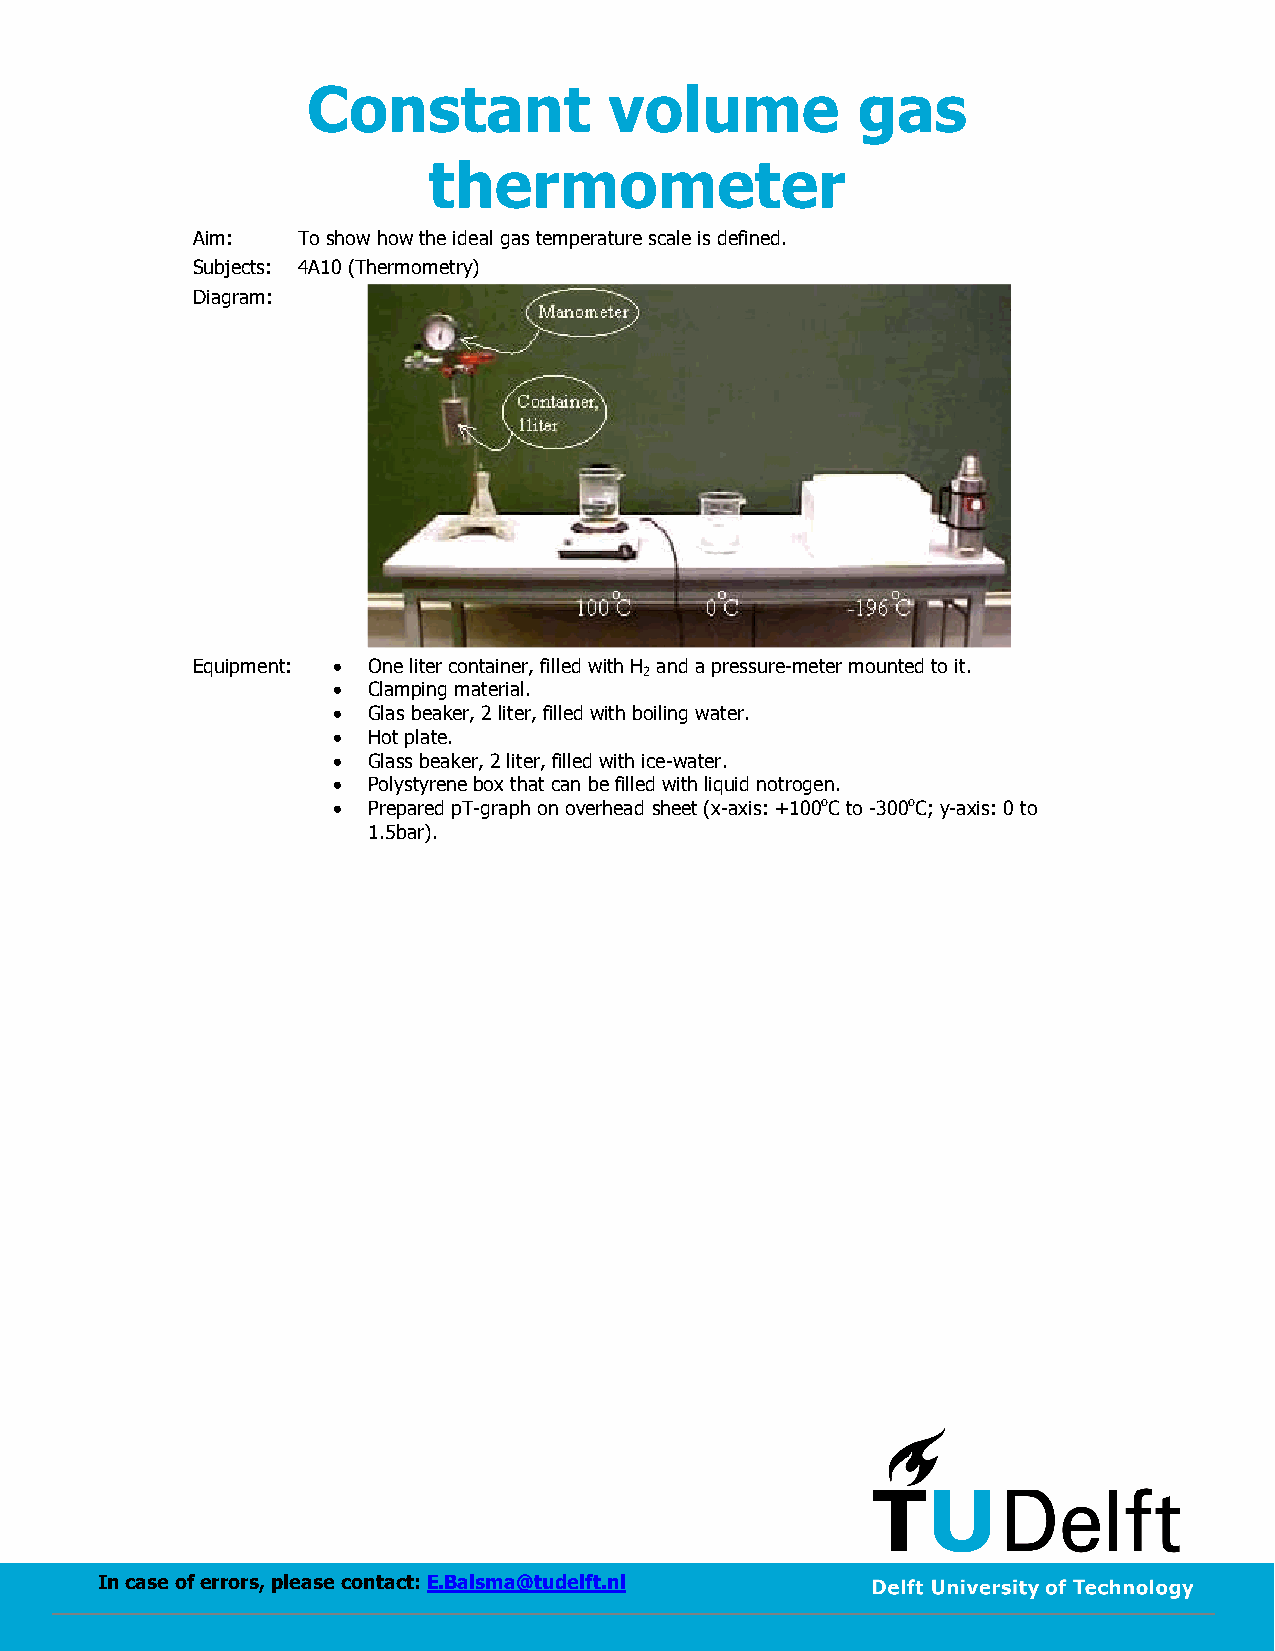 Constant volume gas
thermometer
Aim: To show how the ideal gas temperature scale is defined.
Subjects: 4A10 (Thermometry)
Diagram:
Manometer
Container,
1liter
100°C 0°C -196°C
Equipment: • One liter container, filled with H₂ and a pressure-meter mounted to it.
• Clamping material.
• Glas beaker, 2 liter, filled with boiling water.
• Hot plate.
• Glass beaker, 2 liter, filled with ice-water.
• Polystyrene box that can be filled with liquid notrogen.
• Prepared pT-graph on overhead sheet (x-axis: +100°C to -300°C; y-axis: 0 to
1.5bar).
TUDelft
In case of errors, please contact: E.Balsma@tudelft.nl
Delft University of Technology